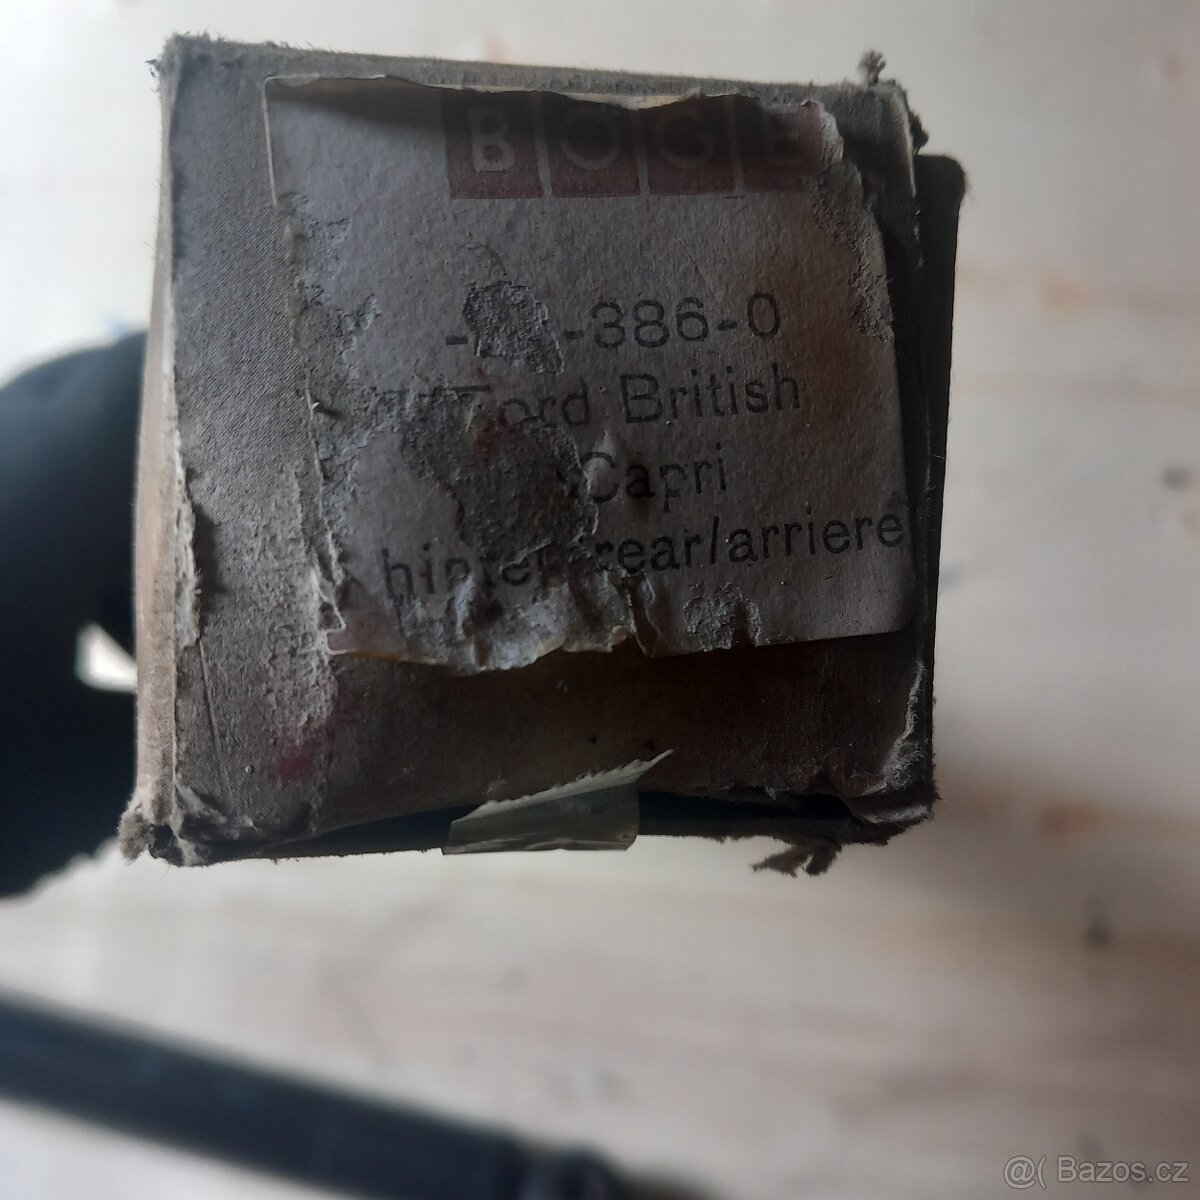 BOGE
-386-0
Ford British
Capri
hinten/rear/arriere
@( Bazos.cz